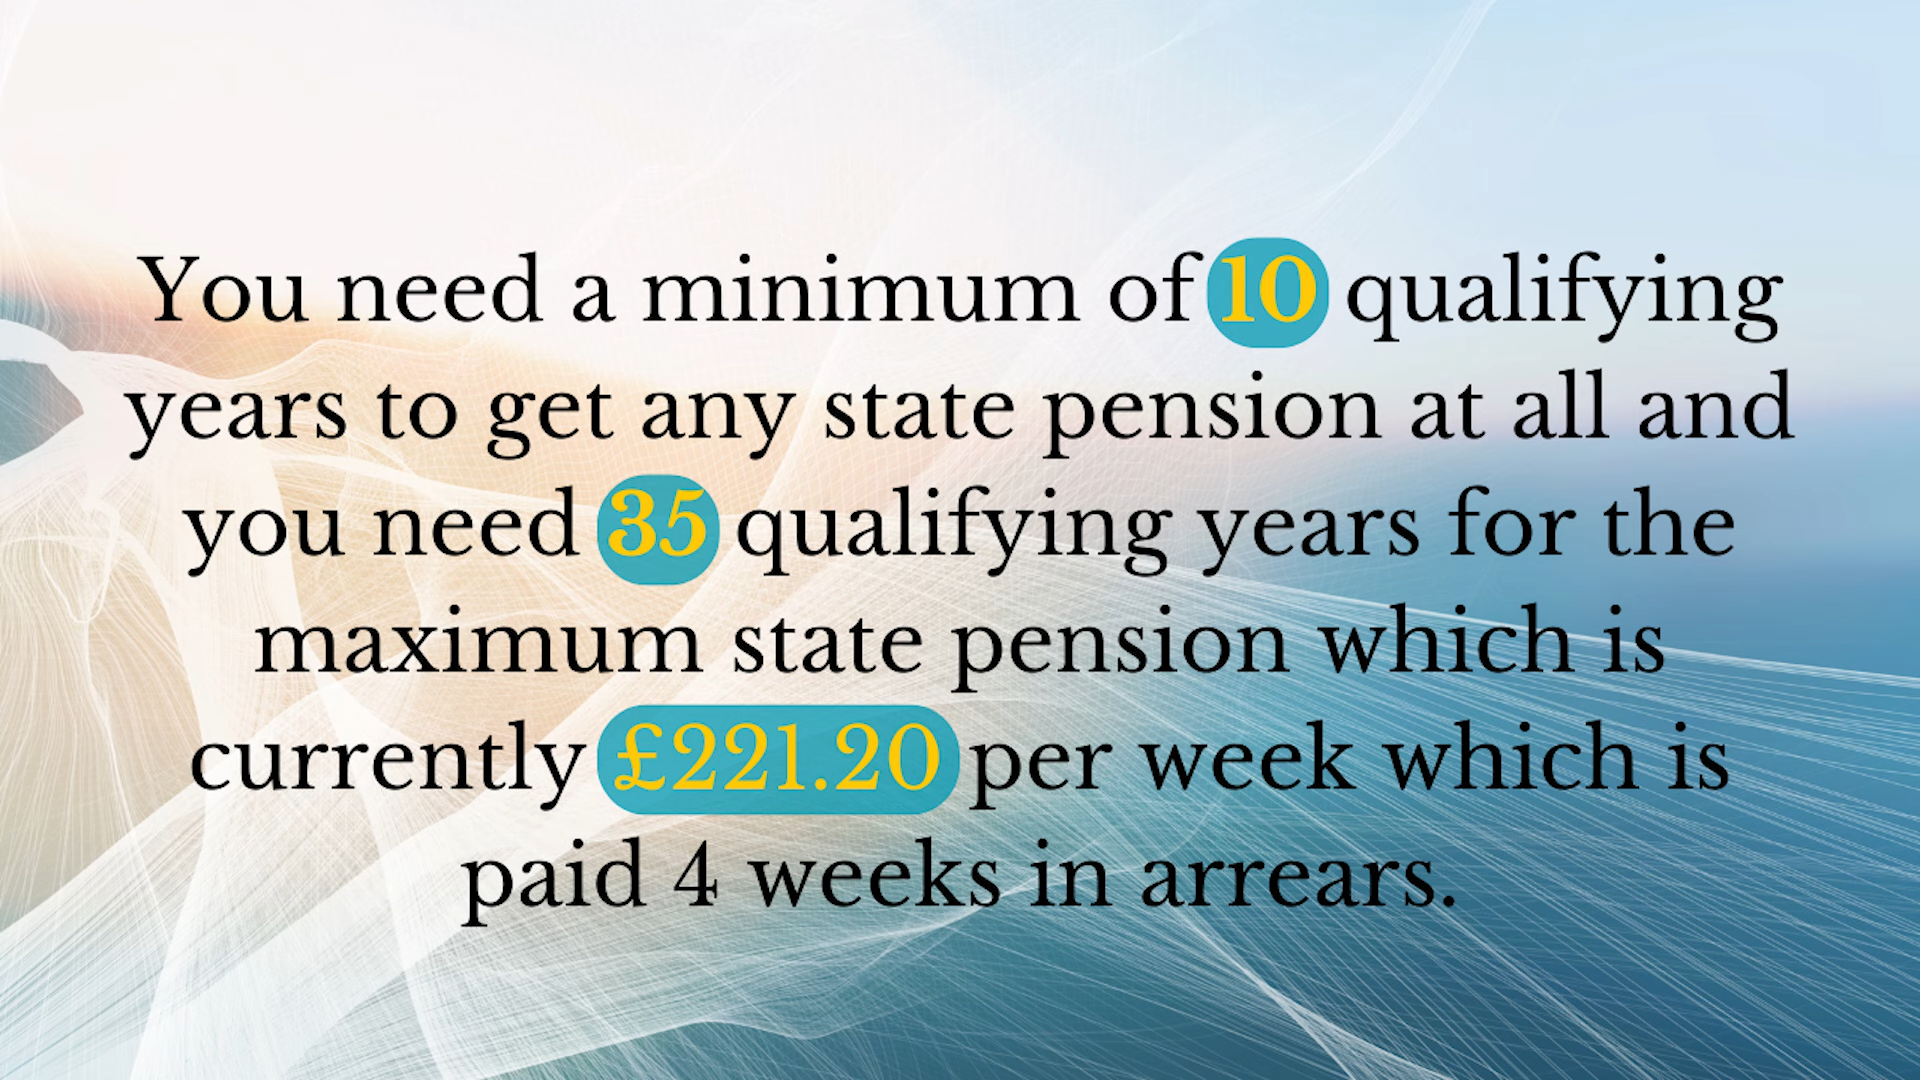 You need a minimum of 10 qualifying
years to get any state pension at all and
you need 35 qualifying years for the
maximum state pension which is
currently £221.20 per week which is
paid 4 weeks in arrears.